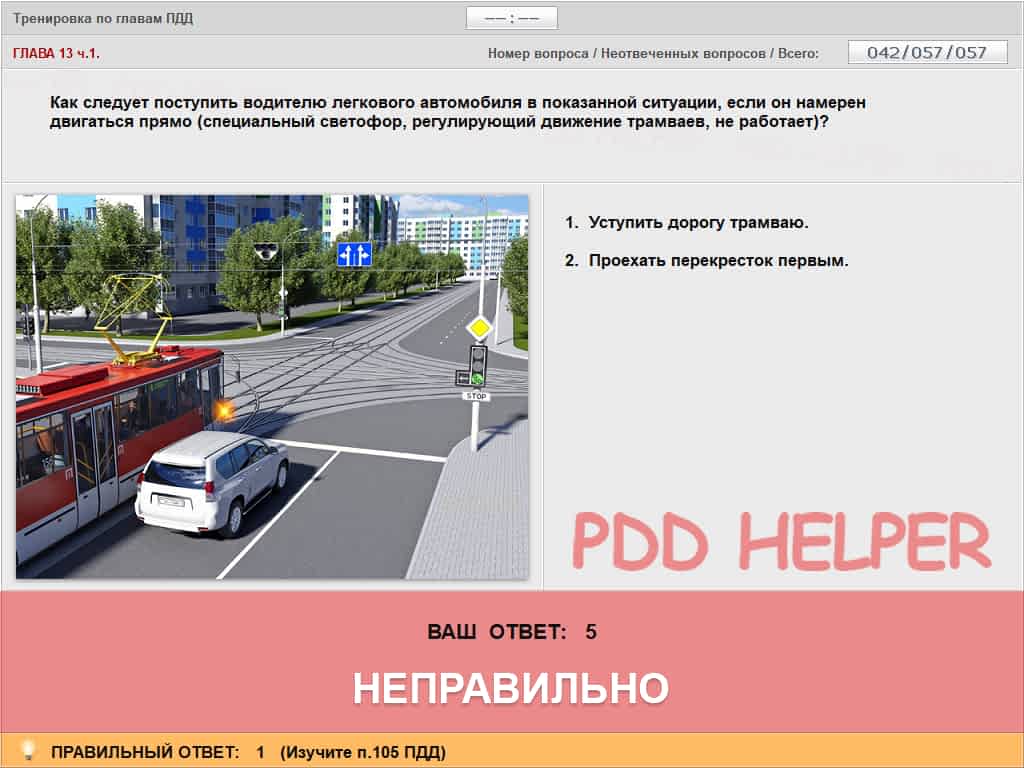 Тренировка по главам ПДД
–– : ––
ГЛАВА 13 ч.1.
Номер вопроса / Неотвеченных вопросов / Всего:
042/057/057
Как следует поступить водителю легкового автомобиля в показанной ситуации, если он намерен
двигаться прямо (специальный светофор, регулирующий движение трамваев, не работает)?
1. Уступить дорогу трамваю.
2. Проехать перекресток первым.
STOP
PDD HELPER
ВАШ ОТВЕТ: 5
НЕПРАВИЛЬНО
ПРАВИЛЬНЫЙ ОТВЕТ: 1 (Изучите п.105 ПДД)